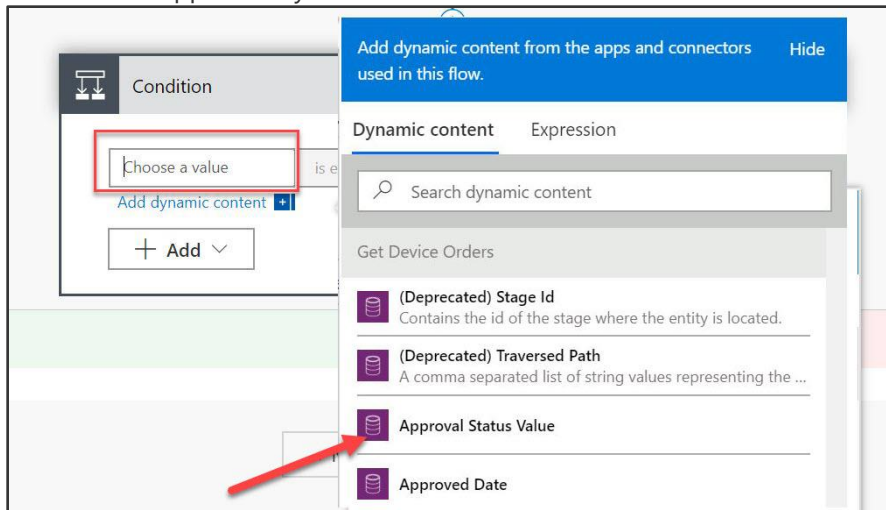 Condition
Choose a value
is e
Add dynamic content
+ Add
Add dynamic content from the apps and connectors used in this flow.
Hide
Dynamic content
Expression
Search dynamic content
Get Device Orders
(Deprecated) Stage Id
Contains the id of the stage where the entity is located.
(Deprecated) Traversed Path
A comma separated list of string values representing the ...
Approval Status Value
Approved Date